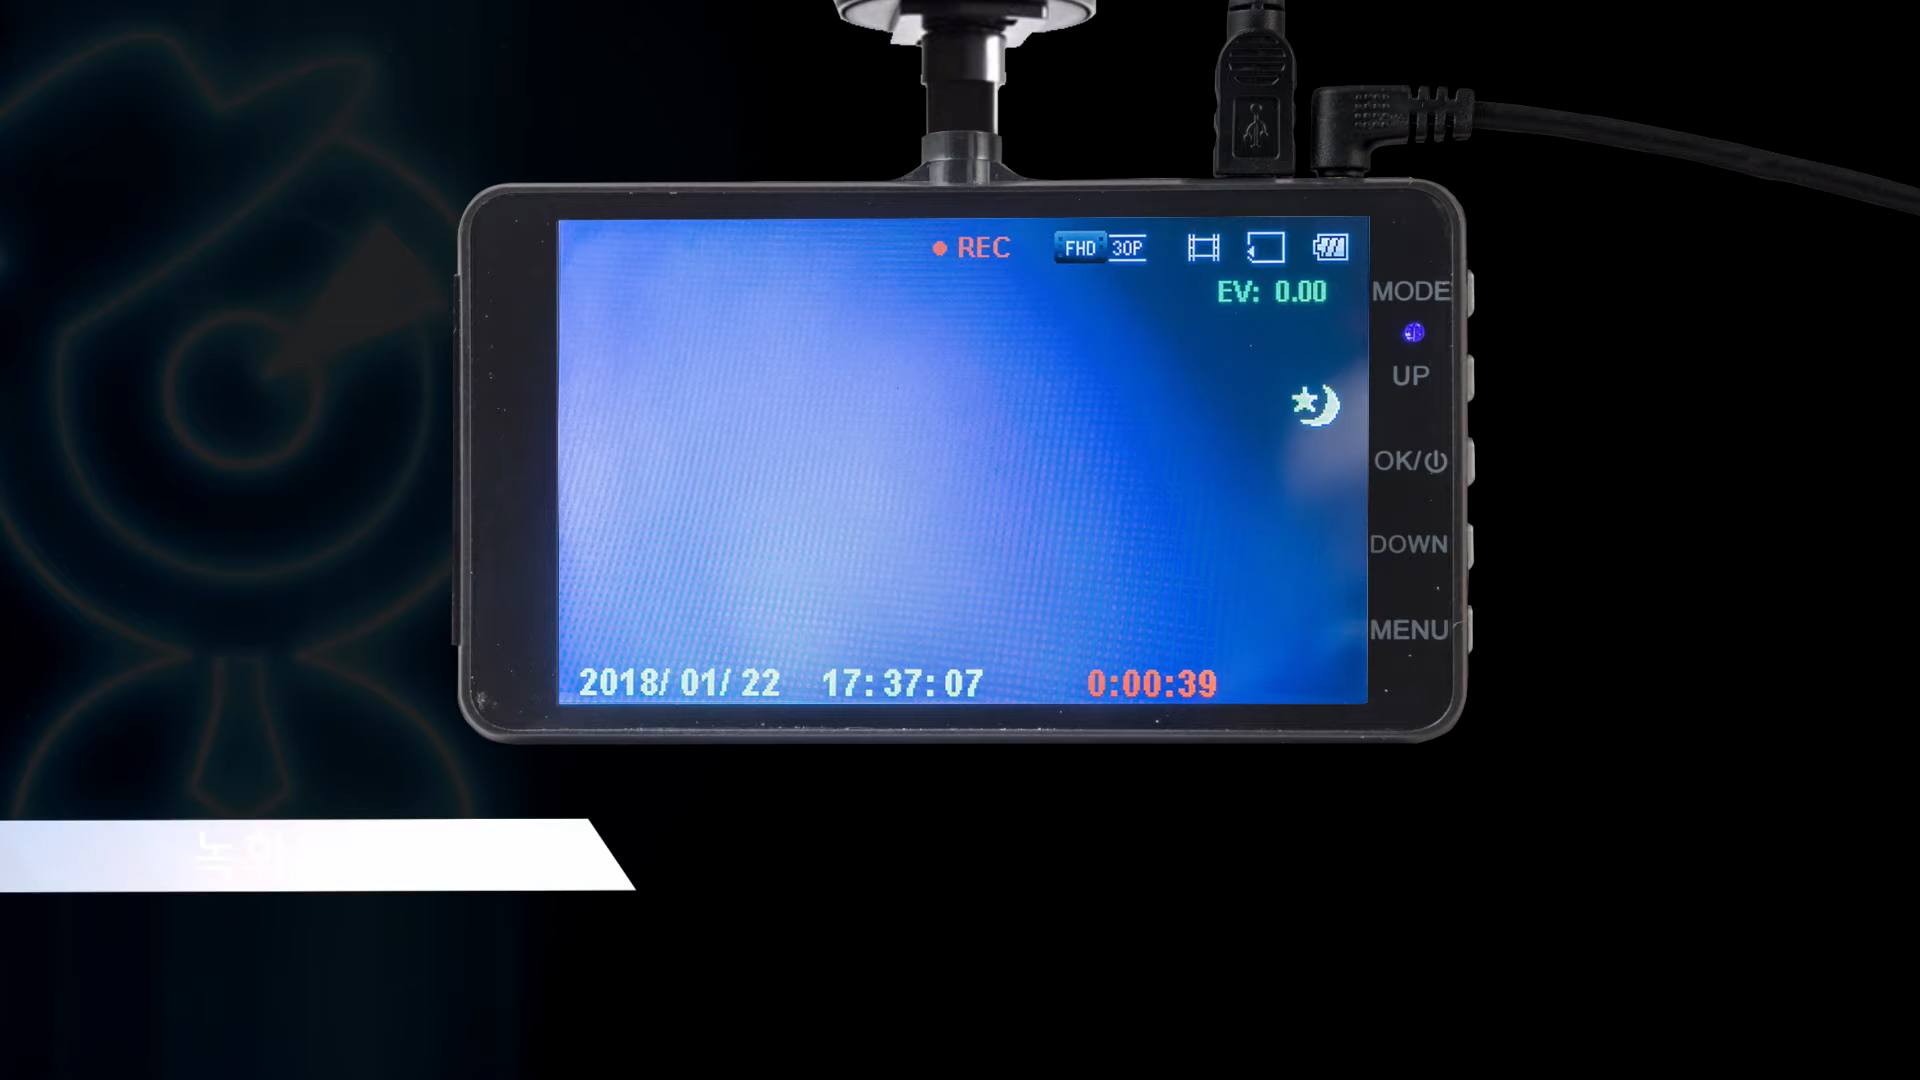 REC FHD 30P
EV: 0.00
MODE
UP
OK/
DOWN
MENU
2018/ 01/ 22 17: 37: 07 0:00:39